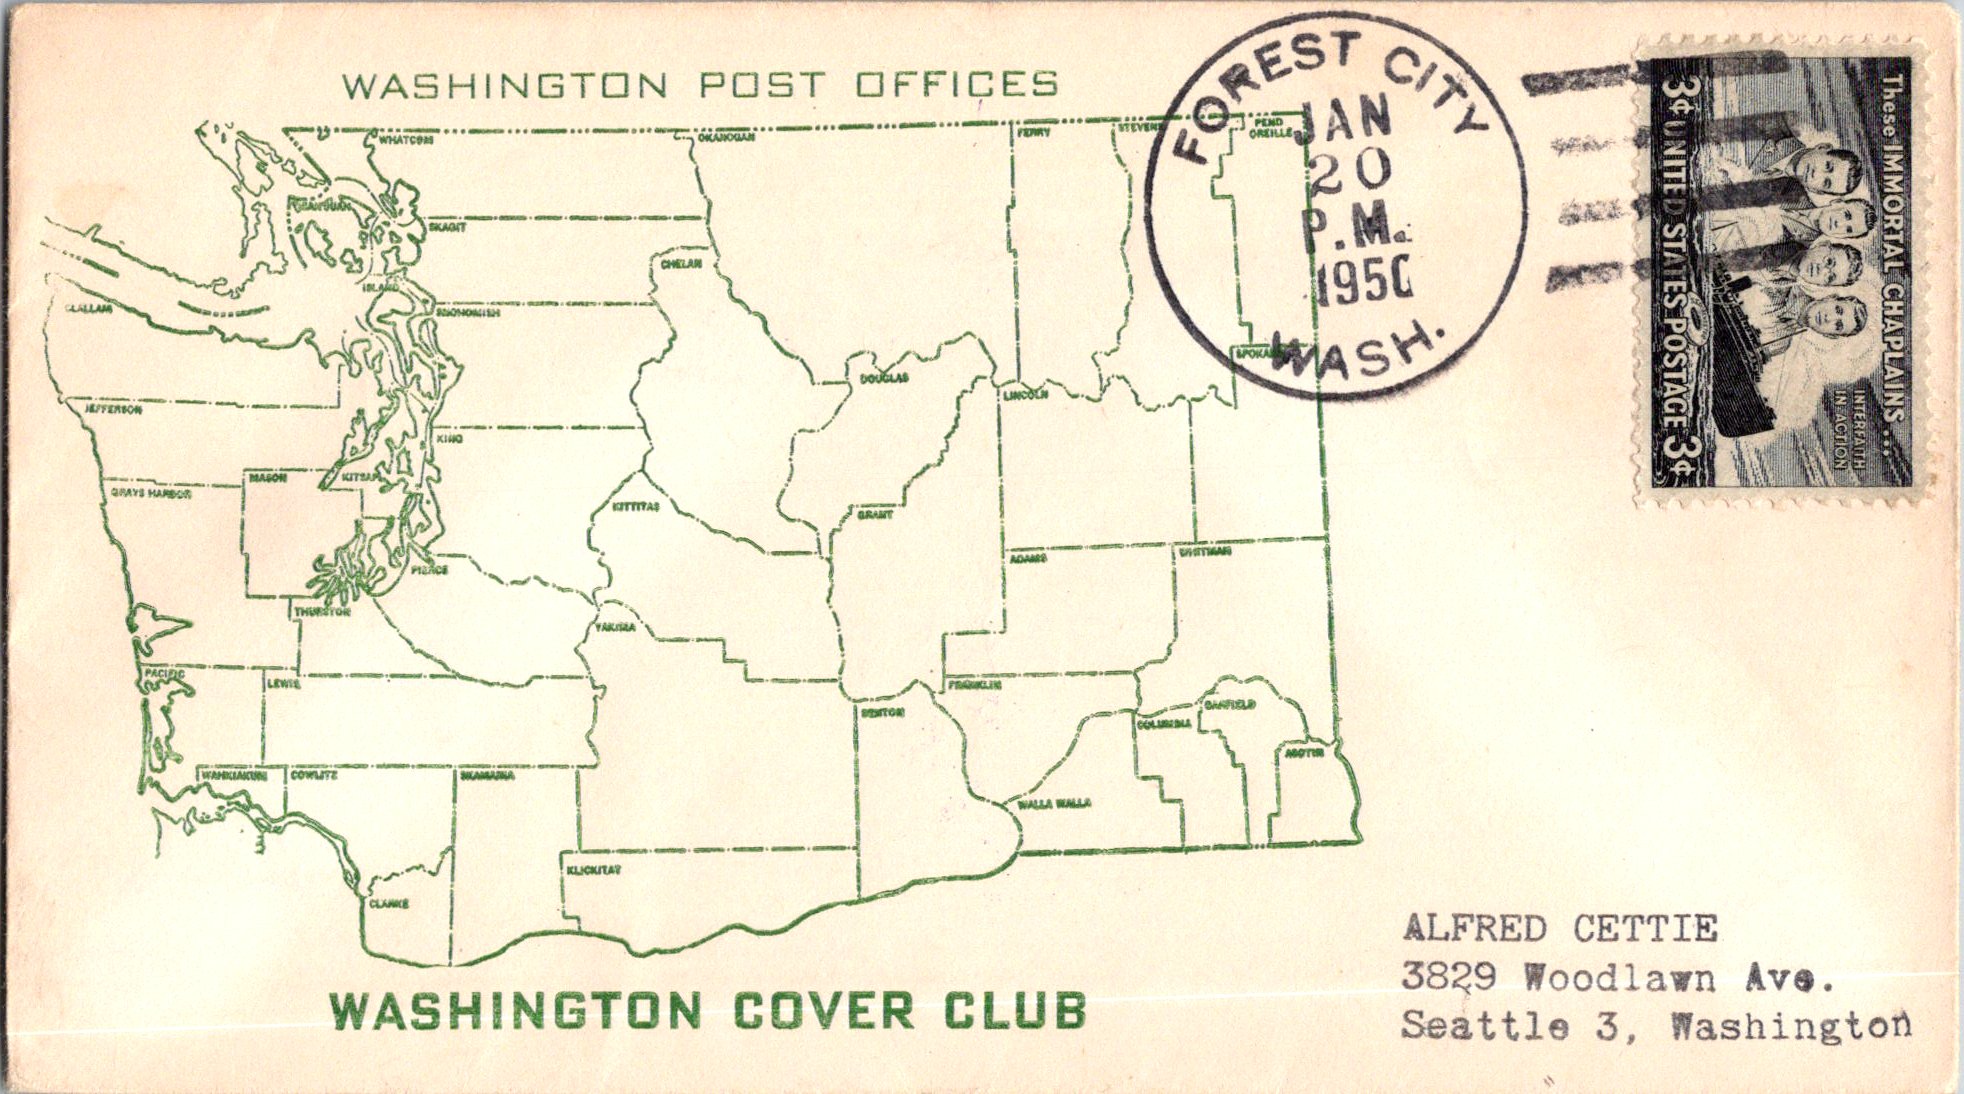 WASHINGTON POST OFFICES
FOREST CITY
JAN
20
P.M.
1950
WASH.
3¢ UNITED STATES POSTAGE 3¢
These IMMORTAL CHAPLAINS...
INTERFAITH
IN ACTION
WHATCOM
OKANOGAN
FERRY
STEVENS
PEND
OREILLE
SAN JUAN
SKAGIT
CHELAN
ISLAND
CLALLAM
SNOHOMISH
SPOKANE
DOUGLAS
LINCOLN
JEFFERSON
KING
MASON
KITSAP
GRAYS HARBOR
KITTITAS
GRANT
ADAMS
WHITMAN
PIERCE
THURSTON
YAKIMA
PACIFIC
LEWIS
FRANKLIN
BENTON
COLUMBIA
GARFIELD
ASOTIN
WAHKIAKUM
COWLITZ
SKAMANIA
WALLA WALLA
KLICKITAT
CLARKE
WASHINGTON COVER CLUB
ALFRED CETTIE
3829 Woodlawn Ave.
Seattle 3, Washington